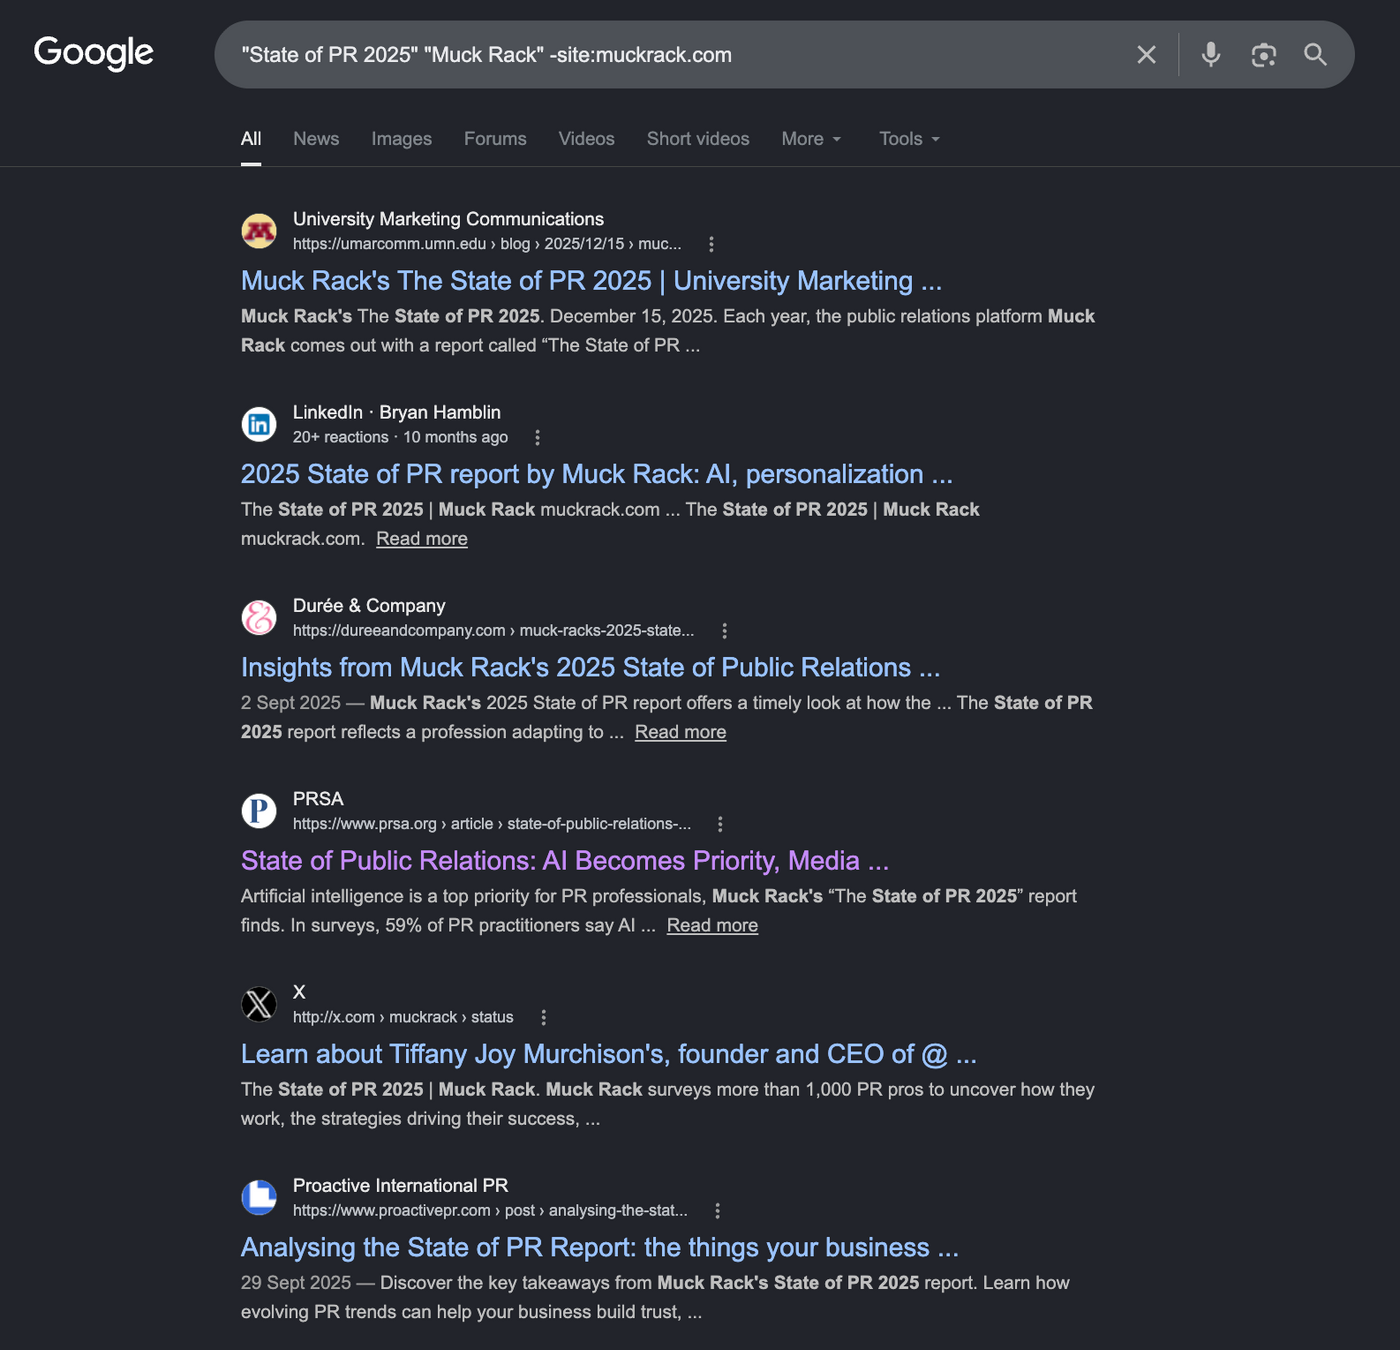 Google
"State of PR 2025" "Muck Rack" -site:muckrack.com
All News Images Forums Videos Short videos More Tools
University Marketing Communications
https://umarcomm.umn.edu › blog › 2025/12/15 › muc...
Muck Rack's The State of PR 2025 | University Marketing ...
Muck Rack's The State of PR 2025. December 15, 2025. Each year, the public relations platform Muck
Rack comes out with a report called “The State of PR ...
LinkedIn · Bryan Hamblin
20+ reactions · 10 months ago
2025 State of PR report by Muck Rack: AI, personalization ...
The State of PR 2025 | Muck Rack muckrack.com ... The State of PR 2025 | Muck Rack
muckrack.com. Read more
Durée & Company
https://dureeandcompany.com › muck-racks-2025-state...
Insights from Muck Rack's 2025 State of Public Relations ...
2 Sept 2025 — Muck Rack's 2025 State of PR report offers a timely look at how the ... The State of PR
2025 report reflects a profession adapting to ... Read more
PRSA
https://www.prsa.org › article › state-of-public-relations-...
State of Public Relations: AI Becomes Priority, Media ...
Artificial intelligence is a top priority for PR professionals, Muck Rack's “The State of PR 2025” report
finds. In surveys, 59% of PR practitioners say AI ... Read more
X
http://x.com › muckrack › status
Learn about Tiffany Joy Murchison's, founder and CEO of @ ...
The State of PR 2025 | Muck Rack. Muck Rack surveys more than 1,000 PR pros to uncover how they
work, the strategies driving their success, ...
Proactive International PR
https://www.proactivepr.com › post › analysing-the-stat...
Analysing the State of PR Report: the things your business ...
29 Sept 2025 — Discover the key takeaways from Muck Rack's State of PR 2025 report. Learn how
evolving PR trends can help your business build trust, ...